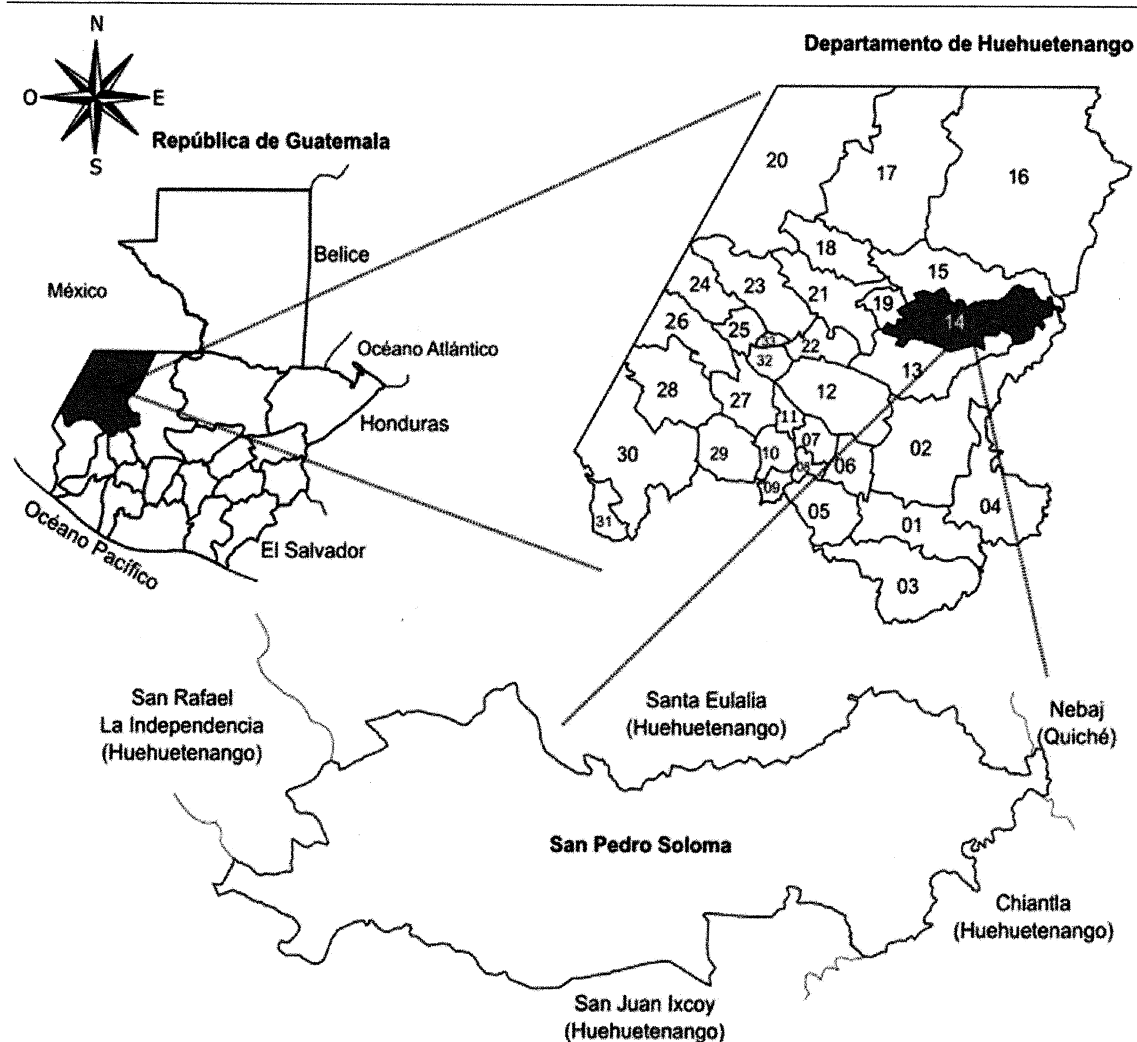 N
O E
S
República de Guatemala
México
Belice
Océano Atlántico
Honduras
El Salvador
Océano Pacífico
Departamento de Huehuetenango
20
17
16
18
15
24
23
21
19
14
26
25
33
22
32
13
28
27
12
11
30
29
10
07
02
08
06
09
31
05
04
01
03
San Rafael
La Independencia
(Huehuetenango)
Santa Eulalia
(Huehuetenango)
Nebaj
(Quiché)
San Pedro Soloma
Chiantla
(Huehuetenango)
San Juan Ixcoy
(Huehuetenango)